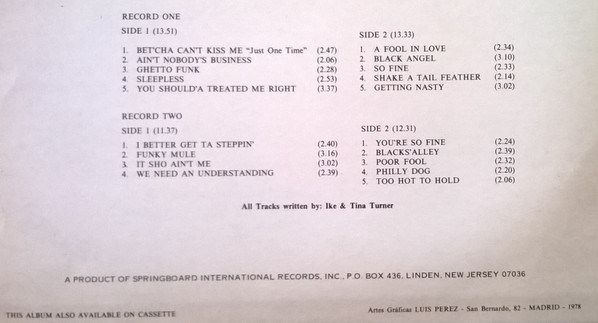 RECORD ONE
SIDE 1 (13.51)
1. BET'CHA CAN'T KISS ME "Just One Time" (2.47)
2. AIN'T NOBODY'S BUSINESS (2.06)
3. GHETTO FUNK (2.28)
4. SLEEPLESS (2.53)
5. YOU SHOULD'A TREATED ME RIGHT (3.37)
SIDE 2 (13.33)
1. A FOOL IN LOVE (2.34)
2. BLACK ANGEL (3.10)
3. SO FINE (2.33)
4. SHAKE A TAIL FEATHER (2.14)
5. GETTING NASTY (3.02)
RECORD TWO
SIDE 1 (11.37)
1. I BETTER GET TA STEPPIN' (2.40)
2. FUNKY MULE (3.16)
3. IT SHO AIN'T ME (3.02)
4. WE NEED AN UNDERSTANDING (2.39)
SIDE 2 (12.31)
1. YOU'RE SO FINE (2.24)
2. BLACKS'ALLEY (2.39)
3. POOR FOOL (2.32)
4. PHILLY DOG (2.20)
5. TOO HOT TO HOLD (2.06)
All Tracks written by: Ike & Tina Turner
A PRODUCT OF SPRINGBOARD INTERNATIONAL RECORDS, INC., P.O. BOX 436, LINDEN, NEW JERSEY 07036
THIS ALBUM ALSO AVAILABLE ON CASSETTE
Artes Gráficas LUIS PEREZ - San Bernardo, 82 - MADRID - 1978